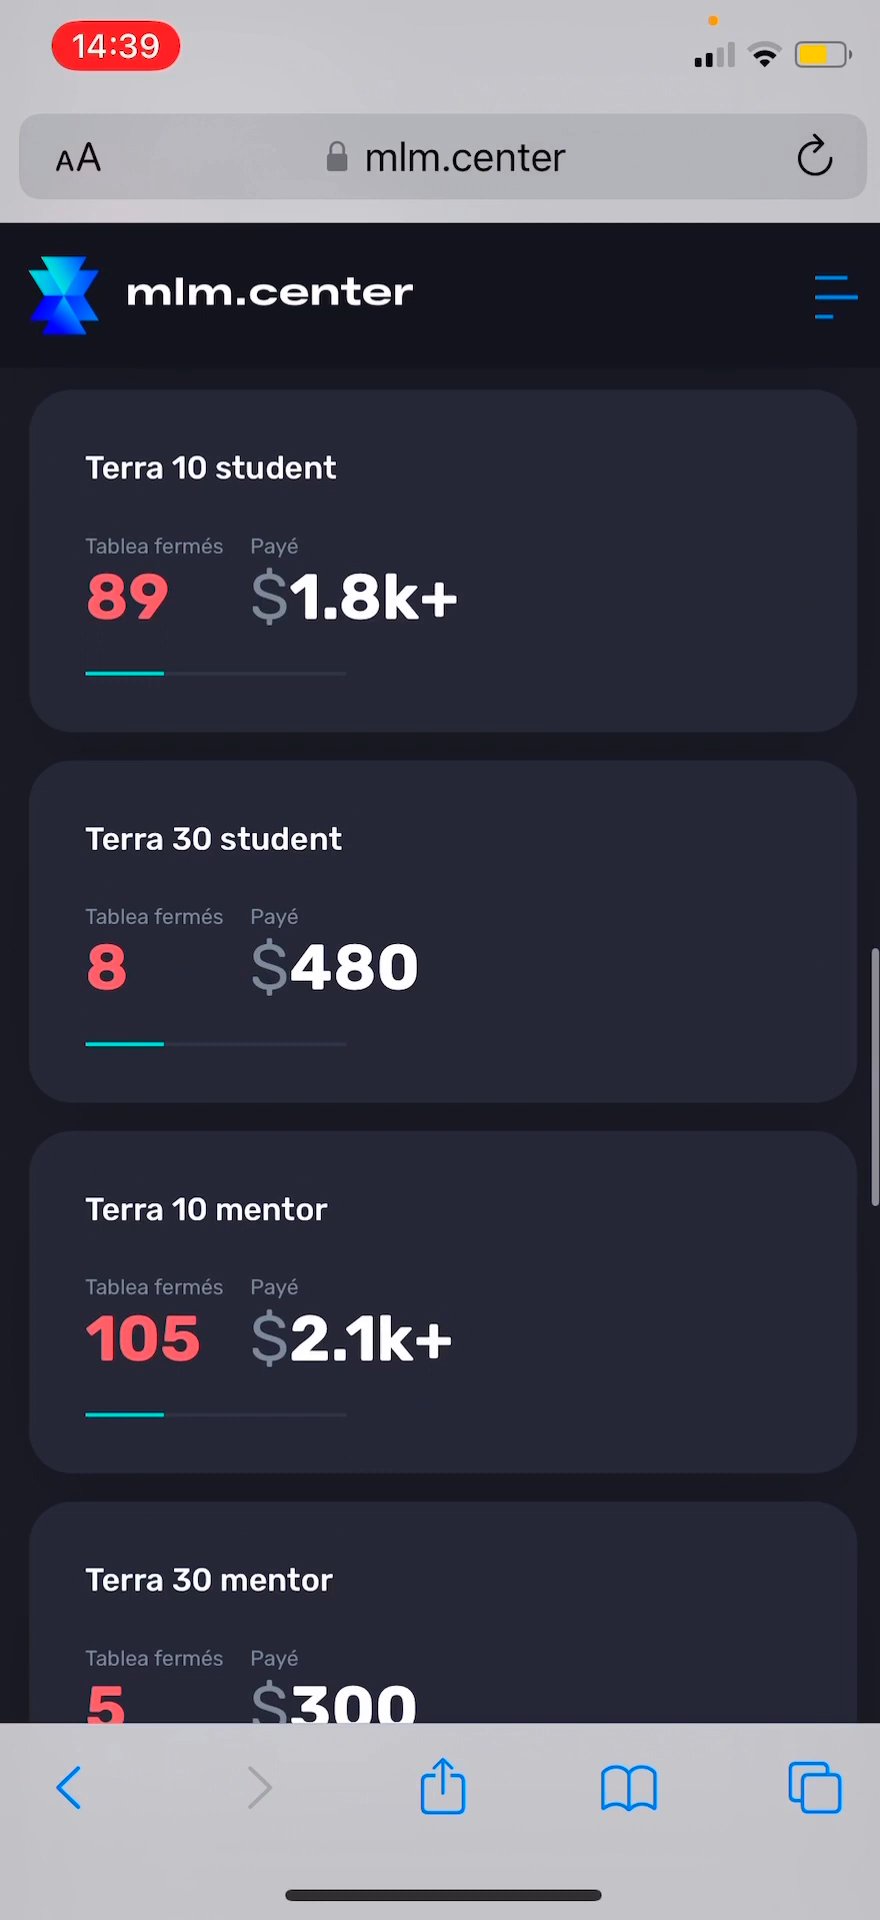 14:39
AA mlm.center
mlm.center
Terra 10 student
Tablea fermés Payé
89 $1.8k+
Terra 30 student
Tablea fermés Payé
8 $480
Terra 10 mentor
Tablea fermés Payé
105 $2.1k+
Terra 30 mentor
Tablea fermés Payé
5 $300